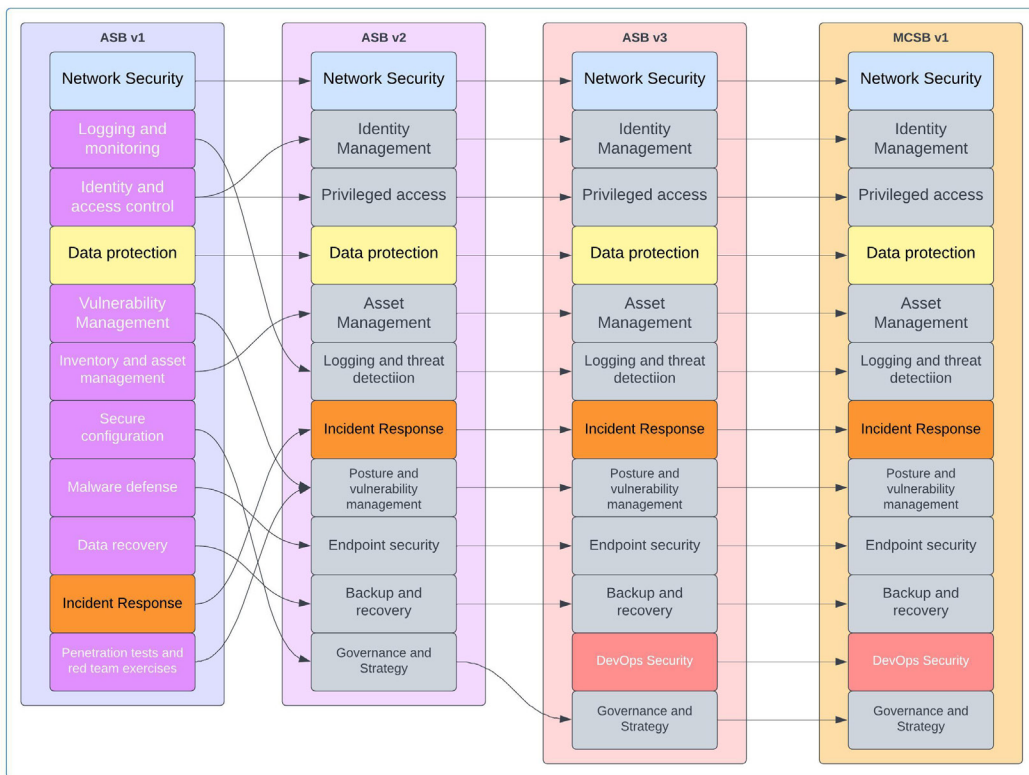 ASB v1
Network Security
Logging and
monitoring
Identity and
access control
Data protection
Vulnerability
Management
Inventory and asset
management
Secure
configuration
Malware defense
Data recovery
Incident Response
Penetration tests and
red team exercises
ASB v2
Network Security
Identity
Management
Privileged access
Data protection
Asset
Management
Logging and threat
detectiion
Incident Response
Posture and
vulnerability
management
Endpoint security
Backup and
recovery
Governance and
Strategy
ASB v3
Network Security
Identity
Management
Privileged access
Data protection
Asset
Management
Logging and threat
detectiion
Incident Response
Posture and
vulnerability
management
Endpoint security
Backup and
recovery
DevOps Security
Governance and
Strategy
MCSB v1
Network Security
Identity
Management
Privileged access
Data protection
Asset
Management
Logging and threat
detectiion
Incident Response
Posture and
vulnerability
management
Endpoint security
Backup and
recovery
DevOps Security
Governance and
Strategy